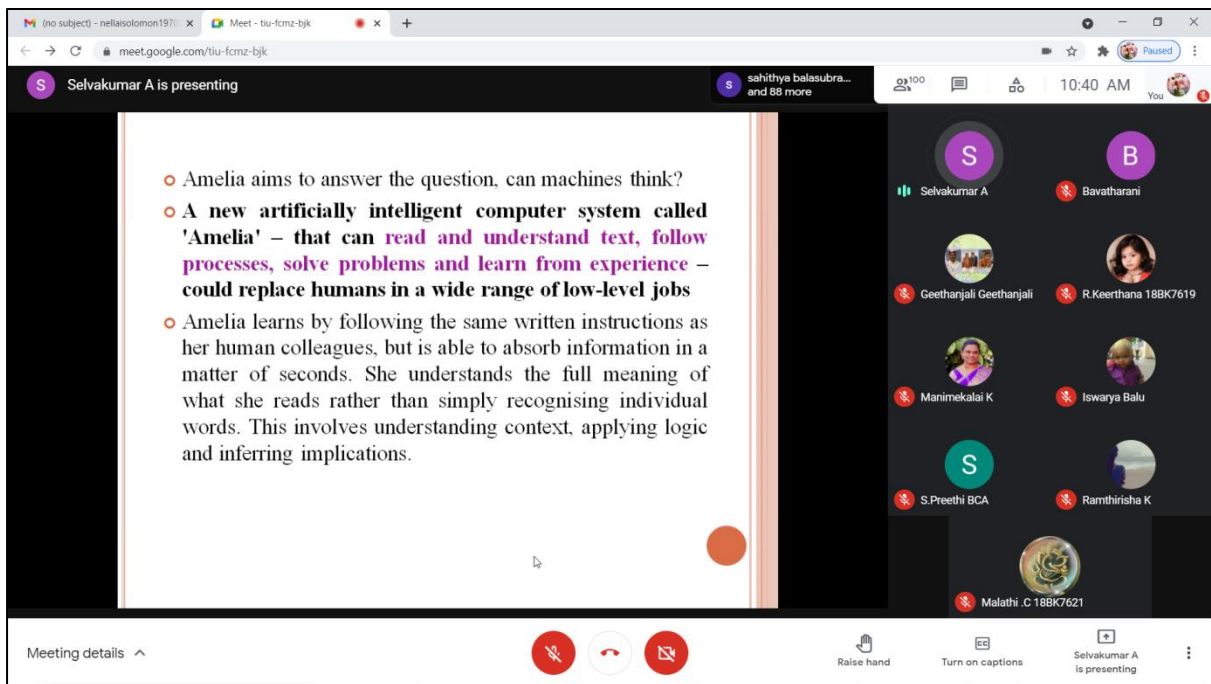 (no subject) - nellaisolomon1970
Meet - tiu-fcmz-bjk
meet.google.com/tiu-fcmz-bjk
Paused
S
Selvakumar A is presenting
s
sahithya balasubra...
and 88 more
100
10:40 AM
You
Amelia aims to answer the question, can machines think?
A new artificially intelligent computer system called
'Amelia' – that can read and understand text, follow
processes, solve problems and learn from experience –
could replace humans in a wide range of low-level jobs
Amelia learns by following the same written instructions as
her human colleagues, but is able to absorb information in a
matter of seconds. She understands the full meaning of
what she reads rather than simply recognising individual
words. This involves understanding context, applying logic
and inferring implications.
S
Selvakumar A
B
Bavatharani
Geethanjali Geethanjali
R.Keerthana 18BK7619
Manimekalai K
Iswarya Balu
S
S.Preethi BCA
Ramthirisha K
Malathi .C 18BK7621
Meeting details
Raise hand
CC
Turn on captions
Selvakumar A
is presenting